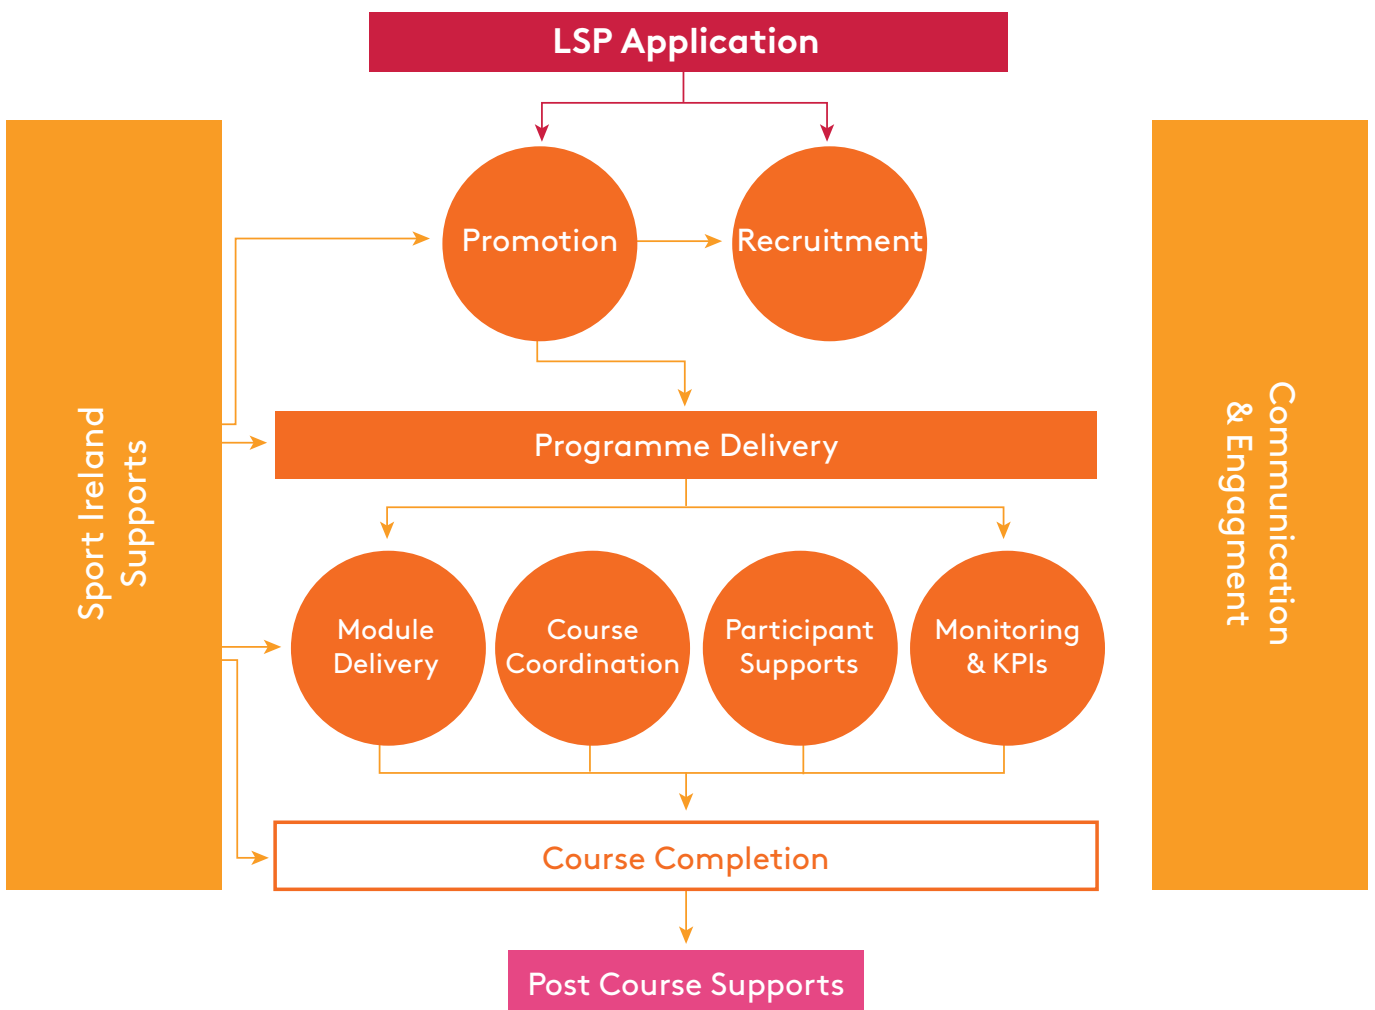 LSP Application
Promotion
Recruitment
Sport Ireland
Supports
Programme Delivery
Communication
& Engagment
Module
Delivery
Course
Coordination
Participant
Supports
Monitoring
& KPIs
Course Completion
Post Course Supports